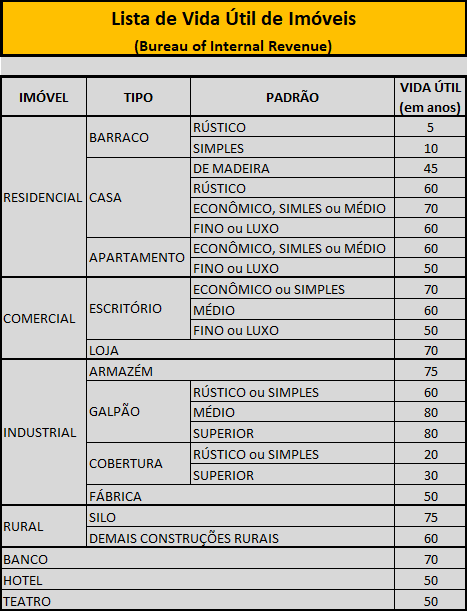 Lista de Vida Útil de Imóveis
(Bureau of Internal Revenue)
IMÓVEL TIPO PADRÃO VIDA ÚTIL (em anos)
RESIDENCIAL
BARRACO
RÚSTICO 5
SIMPLES 10
CASA
DE MADEIRA 45
RÚSTICO 60
ECONÔMICO, SIMLES ou MÉDIO 70
FINO ou LUXO 60
APARTAMENTO
ECONÔMICO, SIMLES ou MÉDIO 60
FINO ou LUXO 50
COMERCIAL
ESCRITÓRIO
ECONÔMICO ou SIMPLES 70
MÉDIO 60
FINO ou LUXO 50
LOJA 70
INDUSTRIAL
ARMAZÉM 75
GALPÃO
RÚSTICO ou SIMPLES 60
MÉDIO 80
SUPERIOR 80
COBERTURA
RÚSTICO ou SIMPLES 20
SUPERIOR 30
FÁBRICA 50
RURAL
SILO 75
DEMAIS CONSTRUÇÕES RURAIS 60
BANCO 70
HOTEL 50
TEATRO 50